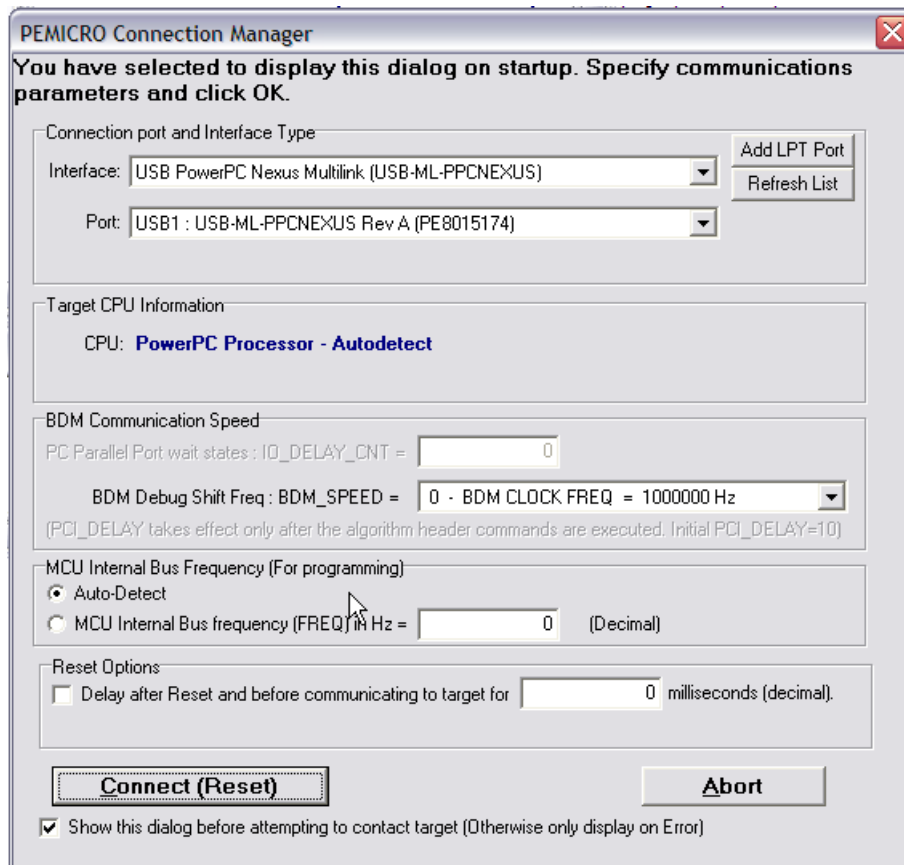 PEMICRO Connection Manager
You have selected to display this dialog on startup. Specify communications
parameters and click OK.
Connection port and Interface Type
Add LPT Port
Interface: USB PowerPC Nexus Multilink (USB-ML-PPCNEXUS)
Refresh List
Port: USB1 : USB-ML-PPCNEXUS Rev A (PE8015174)
Target CPU Information
CPU: PowerPC Processor - Autodetect
BDM Communication Speed
PC Parallel Port wait states : IO_DELAY_CNT = 0
BDM Debug Shift Freq : BDM_SPEED = 0 - BDM CLOCK FREQ = 1000000 Hz
(PCI_DELAY takes effect only after the algorithm header commands are executed. Initial PCI_DELAY=10)
MCU Internal Bus Frequency (For programming)
Auto-Detect
MCU Internal Bus frequency (FREQ) in Hz = 0 (Decimal)
Reset Options
Delay after Reset and before communicating to target for 0 milliseconds (decimal).
Connect (Reset) Abort
Show this dialog before attempting to contact target (Otherwise only display on Error)